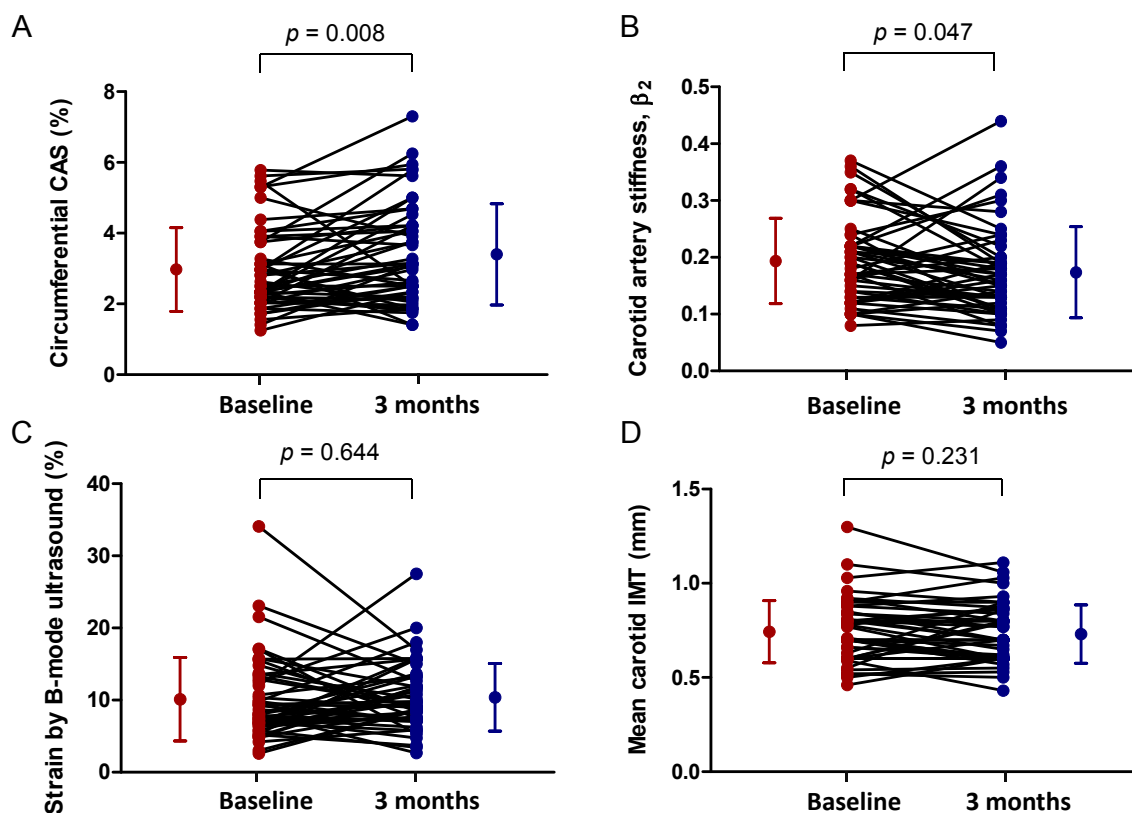 A
p = 0.008
Circumferential CAS (%)
8
6
4
2
0
Baseline
3 months
B
p = 0.047
Carotid artery stiffness, β2
0.5
0.4
0.3
0.2
0.1
0.0
Baseline
3 months
C
p = 0.644
Strain by B-mode ultrasound (%)
40
30
20
10
0
Baseline
3 months
D
p = 0.231
Mean carotid IMT (mm)
1.5
1.0
0.5
0.0
Baseline
3 months